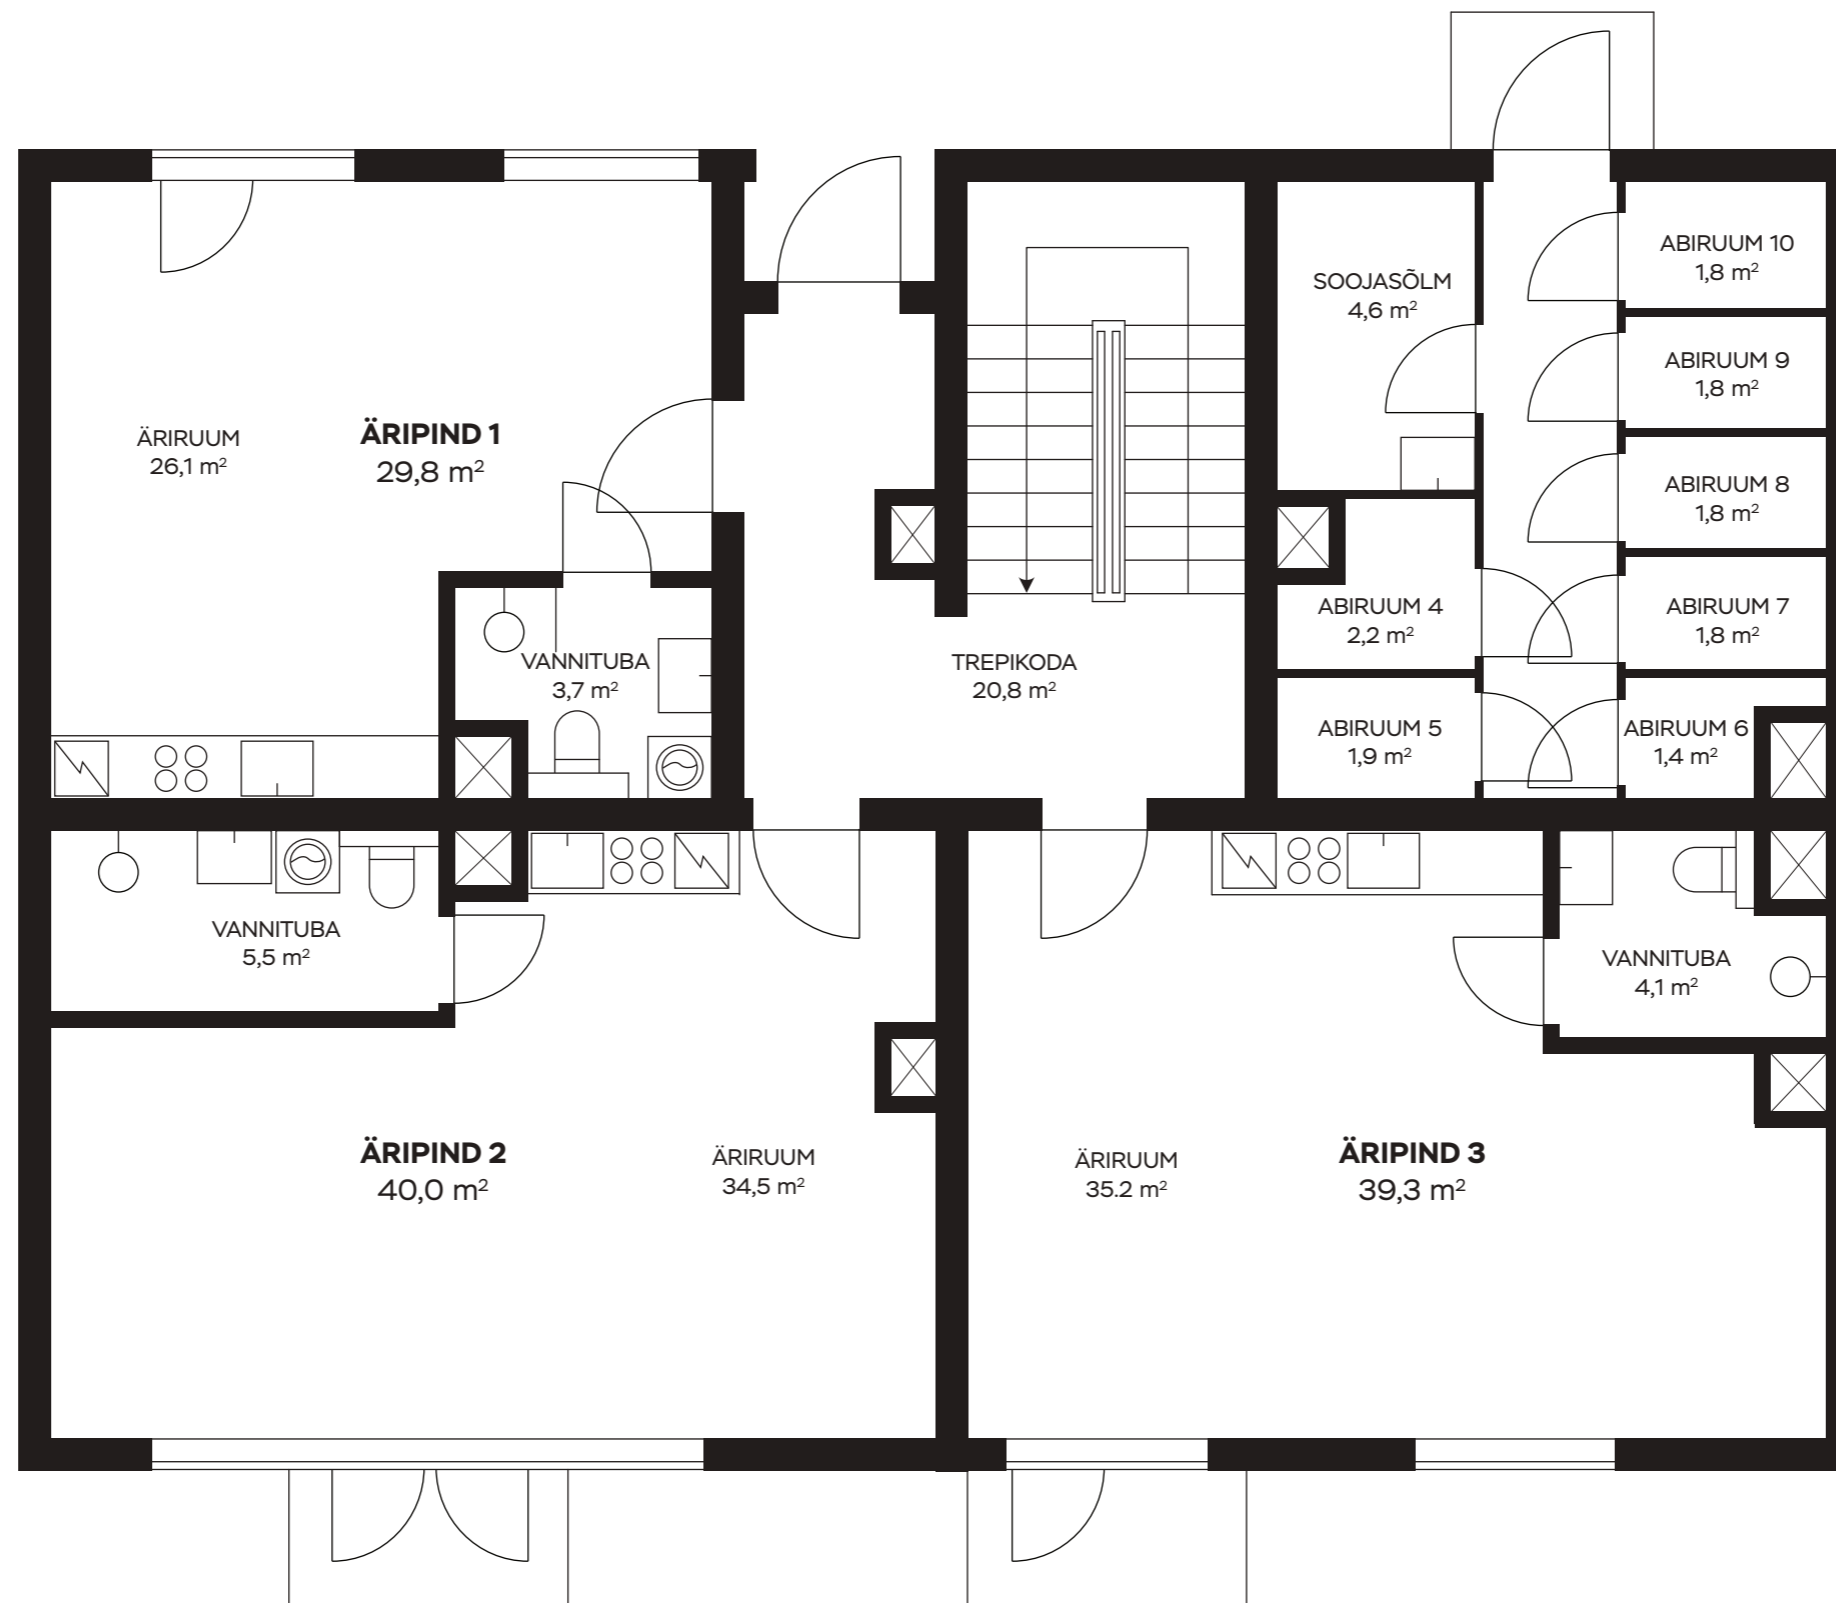 ABIRUUM 10
1,8 m²
SOOJASÕLM
4,6 m²
ABIRUUM 9
1,8 m²
ÄRIRUUM
26,1 m²
ÄRIPIND 1
29,8 m²
ABIRUUM 8
1,8 m²
ABIRUUM 4
2,2 m²
ABIRUUM 7
1,8 m²
VANNITUBA
3,7 m²
TREPIKODA
20,8 m²
ABIRUUM 5
1,9 m²
ABIRUUM 6
1,4 m²
VANNITUBA
5,5 m²
VANNITUBA
4,1 m²
ÄRIPIND 2
40,0 m²
ÄRIRUUM
34,5 m²
ÄRIRUUM
35.2 m²
ÄRIPIND 3
39,3 m²